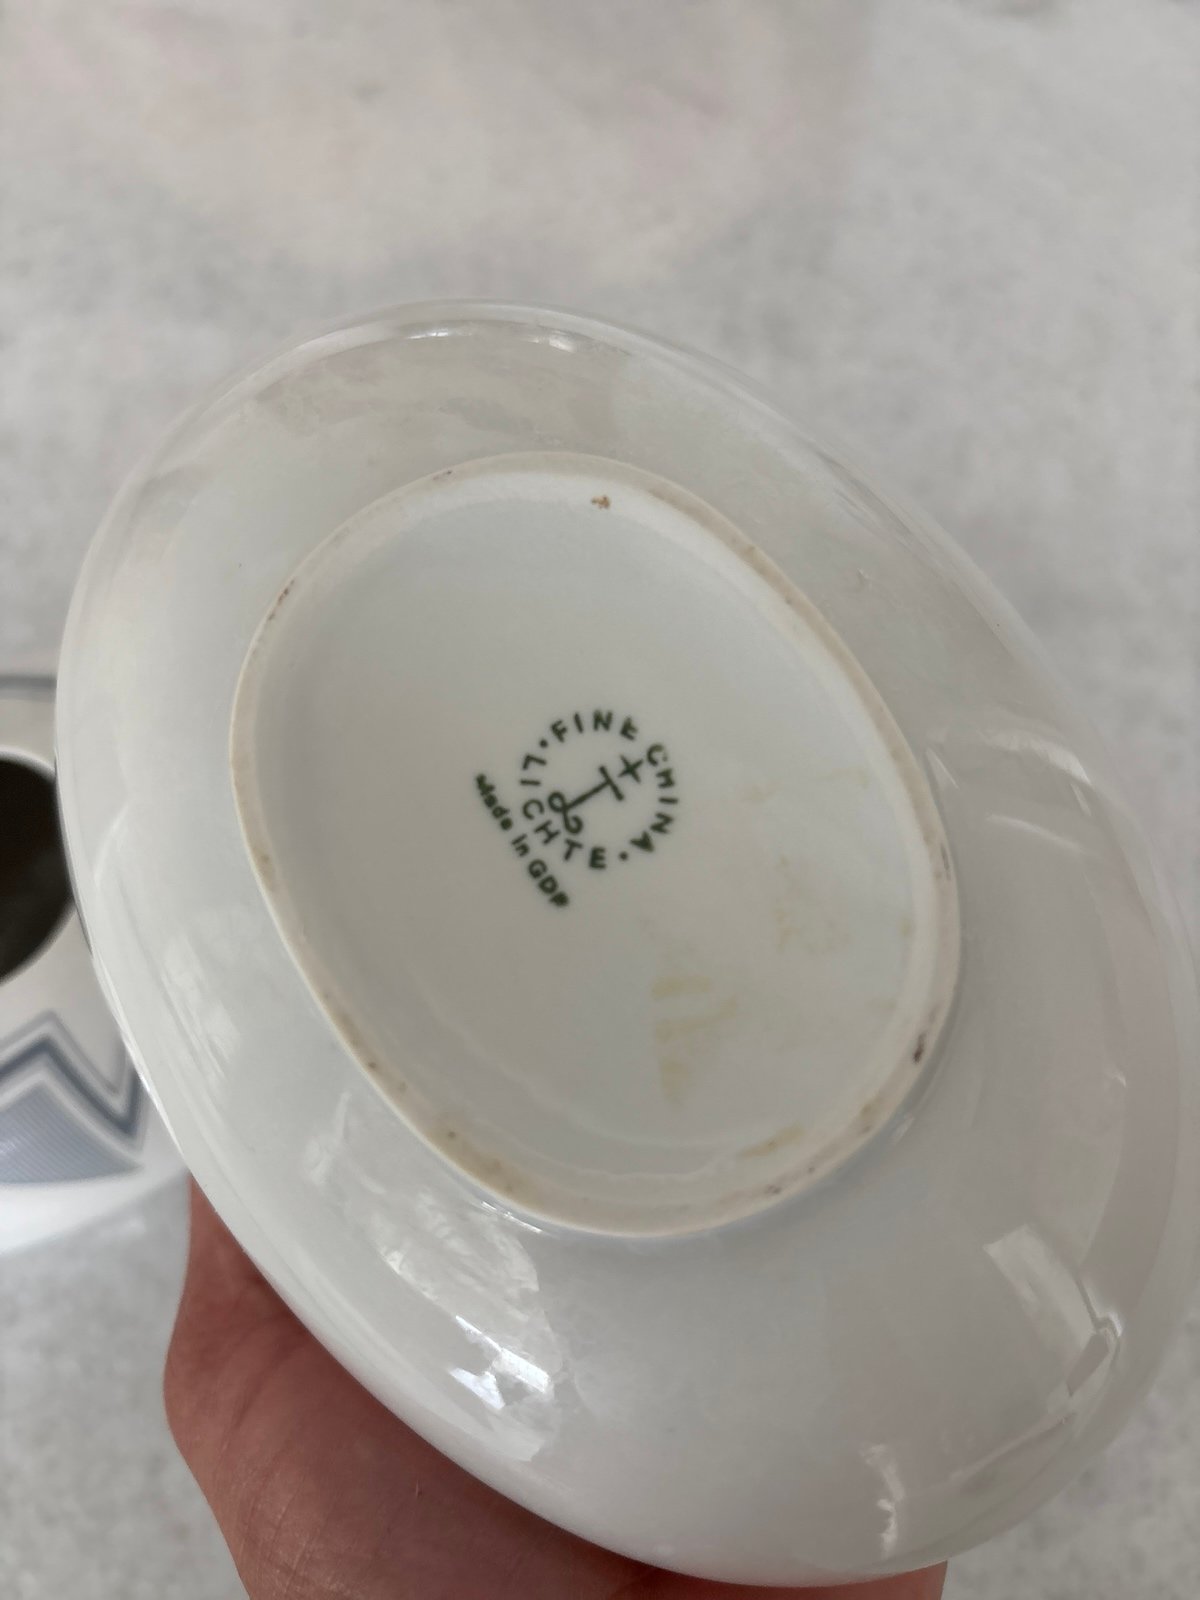 FINE CHINA
• LICHTE •
Made in GDR